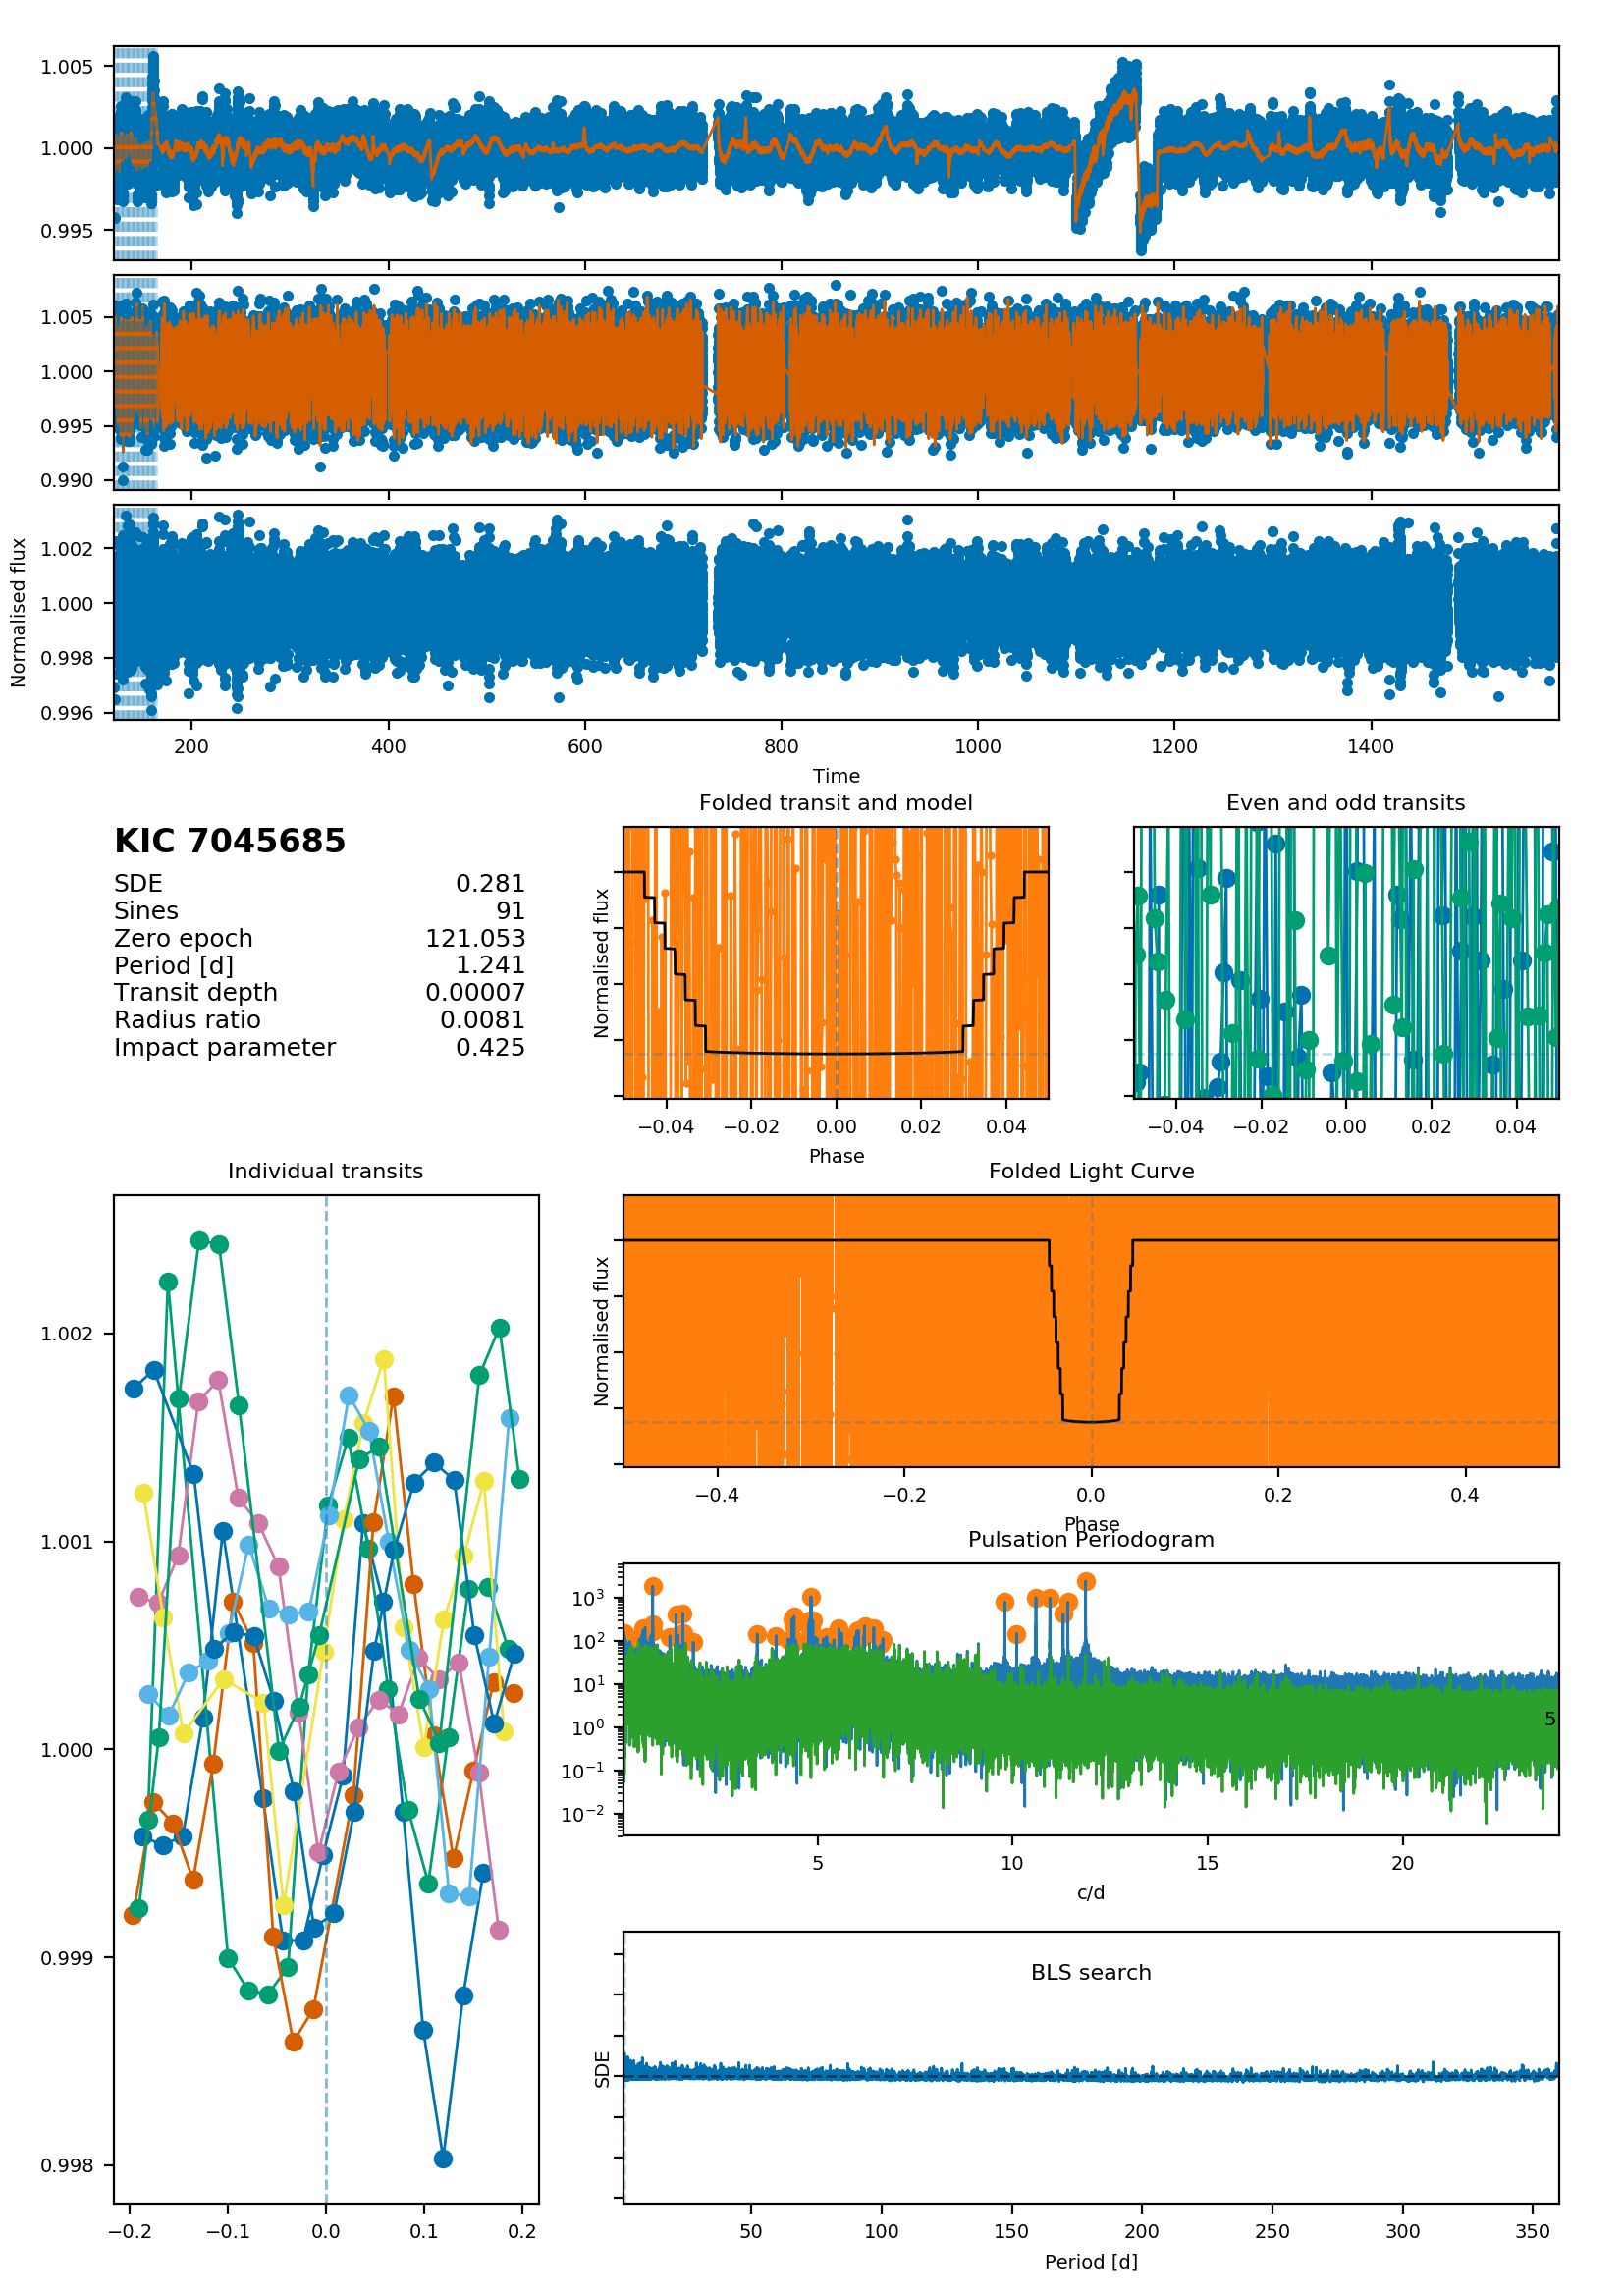 1.005
1.000
0.995
1.005
1.000
0.995
0.990
1.002
1.000
0.998
0.996
Normalised flux
200 400 600 800 1000 1200 1400
Time
KIC 7045685
SDE 0.281
Sines 91
Zero epoch 121.053
Period [d] 1.241
Transit depth 0.00007
Radius ratio 0.0081
Impact parameter 0.425
Folded transit and model
Normalised flux
−0.04 −0.02 0.00 0.02 0.04
Phase
Even and odd transits
−0.04 −0.02 0.00 0.02 0.04
Individual transits
1.002
1.001
1.000
0.999
0.998
−0.2 −0.1 0.0 0.1 0.2
Folded Light Curve
Normalised flux
−0.4 −0.2 0.0 0.2 0.4
Phase
Pulsation Periodogram
10³
10²
10¹
10⁰
10⁻¹
10⁻²
5
5 10 15 20
c/d
BLS search
SDE
50 100 150 200 250 300 350
Period [d]